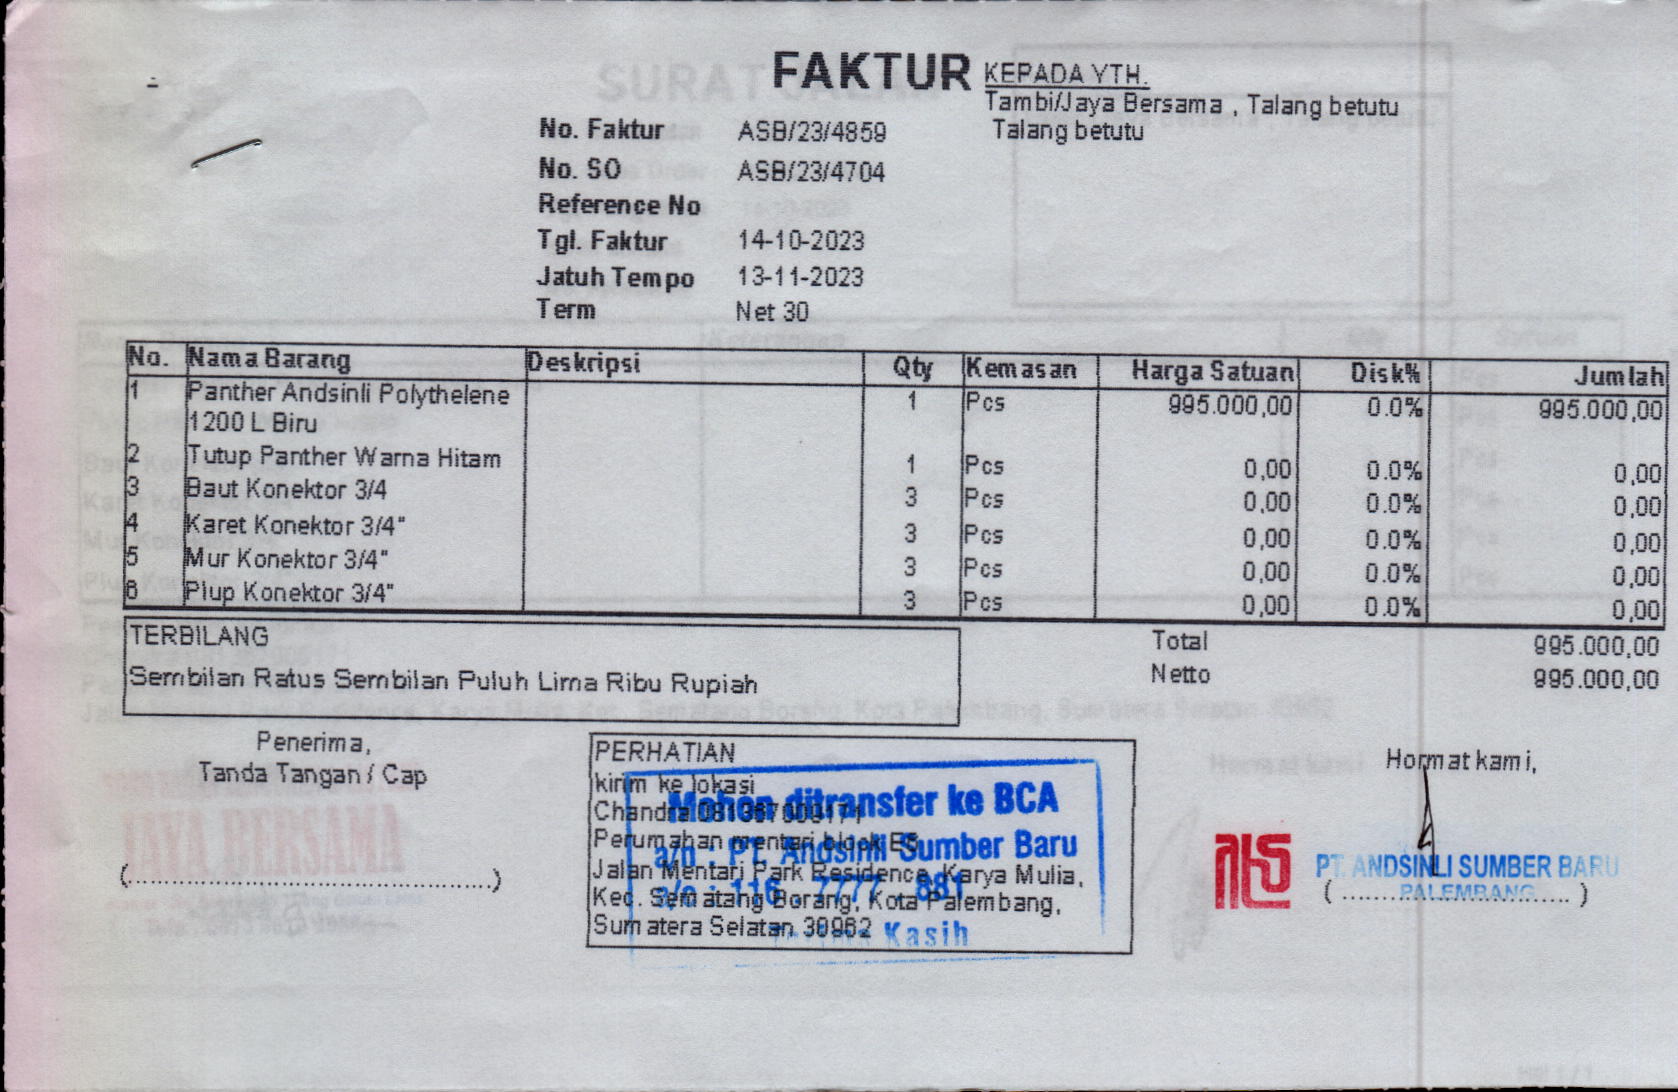 FAKTUR
KEPADA YTH.
Tambi/Jaya Bersama , Talang betutu
Talang betutu
No. Faktur ASB/23/4859
No. SO ASB/23/4704
Reference No
Tgl. Faktur 14-10-2023
Jatuh Tempo 13-11-2023
Term Net 30
No. Nama Barang Deskripsi Qty Kemasan Harga Satuan Disk% Jumlah
1 Panther Andsinli Polythelene 1 Pcs 995.000,00 0.0% 995.000,00
1200 L Biru
2 Tutup Panther Warna Hitam 1 Pcs 0,00 0.0% 0,00
3 Baut Konektor 3/4 3 Pcs 0,00 0.0% 0,00
4 Karet Konektor 3/4" 3 Pcs 0,00 0.0% 0,00
5 Mur Konektor 3/4" 3 Pcs 0,00 0.0% 0,00
6 Plup Konektor 3/4" 3 Pcs 0,00 0.0% 0,00
TERBILANG
Sembilan Ratus Sembilan Puluh Lima Ribu Rupiah
Total 995.000,00
Netto 995.000,00
Penerima,
Tanda Tangan / Cap
(..................................................)
PERHATIAN
kirim ke lokasi
Chandra
Perumahan mentari block
Jalan Mentari Park Residence, Karya Mulia,
Kec. Sematang Borang, Kota Palembang,
Sumatera Selatan
Mohon ditransfer ke BCA
a/n : PT. Andsinli Sumber Baru
a/c : 116 . 7777 . 881
Terima Kasih
Hormat kami,
PT. ANDSINLI SUMBER BARU
PALEMBANG
(................................)